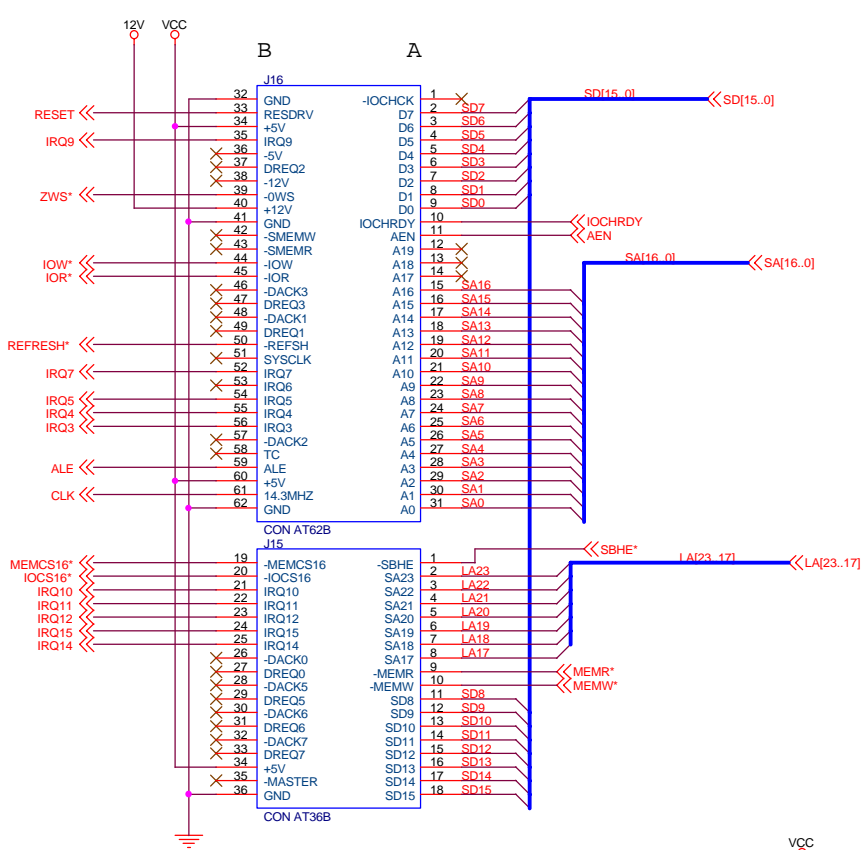 12V VCC
B A
J16
32 GND -IOCHCK 1 SD[15..0] SD[15..0]
RESET 33 RESDRV D7 2 SD7
34 +5V D6 3 SD6
IRQ9 35 IRQ9 D5 4 SD5
36 -5V D4 5 SD4
37 DREQ2 D3 6 SD3
38 -12V D2 7 SD2
ZWS* 39 -0WS D1 8 SD1
40 +12V D0 9 SD0
41 GND IOCHRDY 10 IOCHRDY
42 -SMEMW AEN 11 AEN
43 -SMEMR A19 12
IOW* 44 -IOW A18 13 SA[16..0] SA[16..0]
IOR* 45 -IOR A17 14
46 -DACK3 A16 15 SA16
47 DREQ3 A15 16 SA15
48 -DACK1 A14 17 SA14
49 DREQ1 A13 18 SA13
REFRESH* 50 -REFSH A12 19 SA12
51 SYSCLK A11 20 SA11
IRQ7 52 IRQ7 A10 21 SA10
53 IRQ6 A9 22 SA9
IRQ5 54 IRQ5 A8 23 SA8
IRQ4 55 IRQ4 A7 24 SA7
IRQ3 56 IRQ3 A6 25 SA6
57 -DACK2 A5 26 SA5
58 TC A4 27 SA4
ALE 59 ALE A3 28 SA3
60 +5V A2 29 SA2
CLK 61 14.3MHZ A1 30 SA1
62 GND A0 31 SA0
CON AT62B
J15
SBHE*
MEMCS16* 19 -MEMCS16 -SBHE 1 LA[23..17] LA[23..17]
IOCS16* 20 -IOCS16 SA23 2 LA23
IRQ10 21 IRQ10 SA22 3 LA22
IRQ11 22 IRQ11 SA21 4 LA21
IRQ12 23 IRQ12 SA20 5 LA20
IRQ15 24 IRQ15 SA19 6 LA19
IRQ14 25 IRQ14 SA18 7 LA18
26 -DACK0 SA17 8 LA17
27 DREQ0 -MEMR 9 MEMR*
28 -DACK5 -MEMW 10 MEMW*
29 DREQ5 SD8 11 SD8
30 -DACK6 SD9 12 SD9
31 DREQ6 SD10 13 SD10
32 -DACK7 SD11 14 SD11
33 DREQ7 SD12 15 SD12
34 +5V SD13 16 SD13
35 -MASTER SD14 17 SD14
36 GND SD15 18 SD15
CON AT36B
VCC